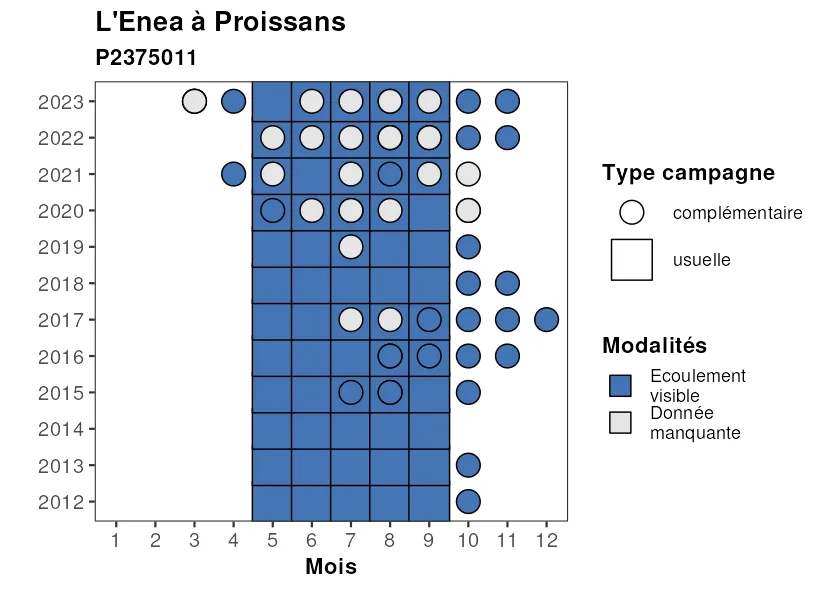 L'Enea à Proissans
P2375011
2023
2022
2021
2020
2019
2018
2017
2016
2015
2014
2013
2012
1 2 3 4 5 6 7 8 9 10 11 12
Mois
Type campagne
complémentaire
usuelle
Modalités
Ecoulement
visible
Donnée
manquante